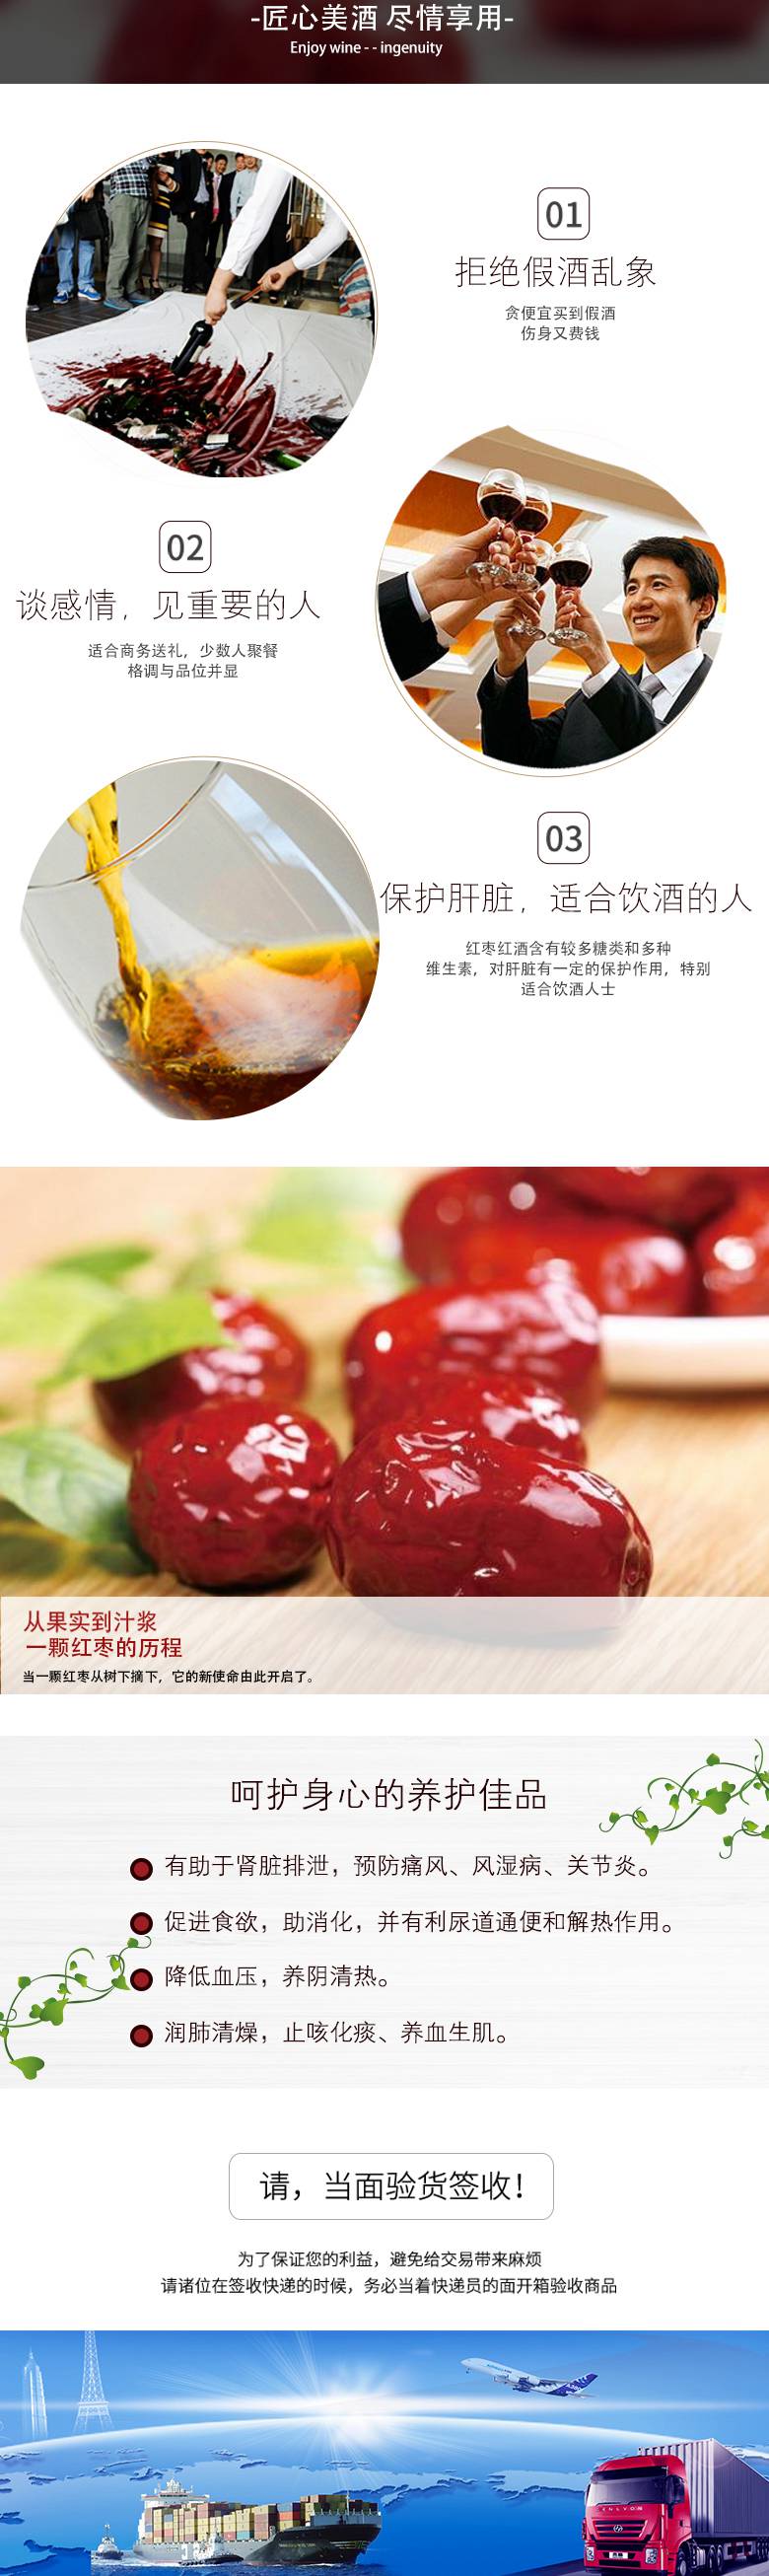 -匠心美酒 尽情享用-
Enjoy wine - - ingenuity
01
拒绝假酒乱象
贪便宜买到假酒
伤身又费钱
02
谈感情，见重要的人
适合商务送礼，少数人聚餐
格调与品位并显
03
保护肝脏，适合饮酒的人
红枣红酒含有较多糖类和多种
维生素，对肝脏有一定的保护作用，特别
适合饮酒人士
从果实到汁浆
一颗红枣的历程
当一颗红枣从树下摘下，它的新使命由此开启了。
呵护身心的养护佳品
有助于肾脏排泄，预防痛风、风湿病、关节炎。
促进食欲，助消化，并有利尿道通便和解热作用。
降低血压，养阴清热。
润肺清燥，止咳化痰、养血生肌。
请，当面验货签收！
为了保证您的利益，避免给交易带来麻烦
请诸位在签收快递的时候，务必当着快递员的面开箱验收商品